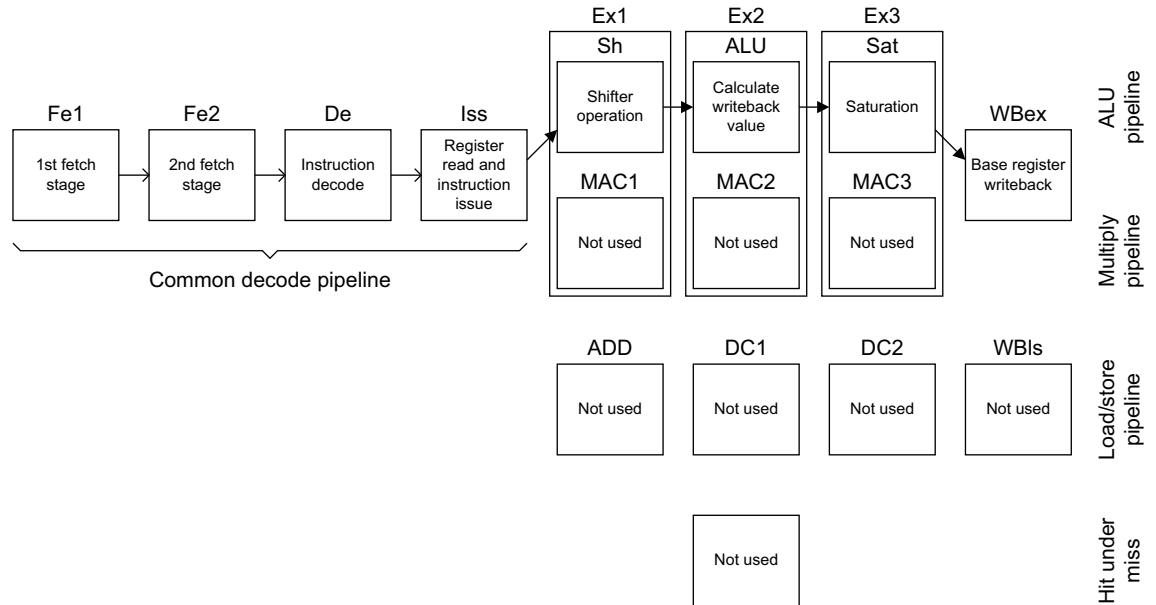 Ex1
Ex2
Ex3
Sh
ALU
Sat
Fe1
Fe2
De
Iss
WBex
1st fetch
stage
2nd fetch
stage
Instruction
decode
Register
read and
instruction
issue
Shifter
operation
Calculate
writeback
value
Saturation
Base register
writeback
ALU
pipeline
MAC1
MAC2
MAC3
Not used
Not used
Not used
Multiply
pipeline
Common decode pipeline
ADD
DC1
DC2
WBls
Not used
Not used
Not used
Not used
Load/store
pipeline
Not used
Hit under
miss